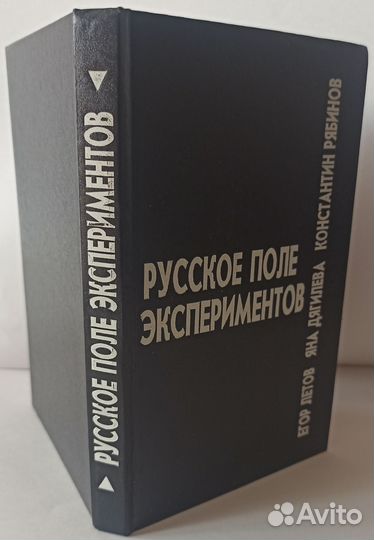 РУССКОЕ ПОЛЕ ЭКСПЕРИМЕНТОВ
РУССКОЕ ПОЛЕ
ЭКСПЕРИМЕНТОВ
ЕГОР ЛЕТОВ ЯНА ДЯГИЛЕВА КОНСТАНТИН РЯБИНОВ
Avito